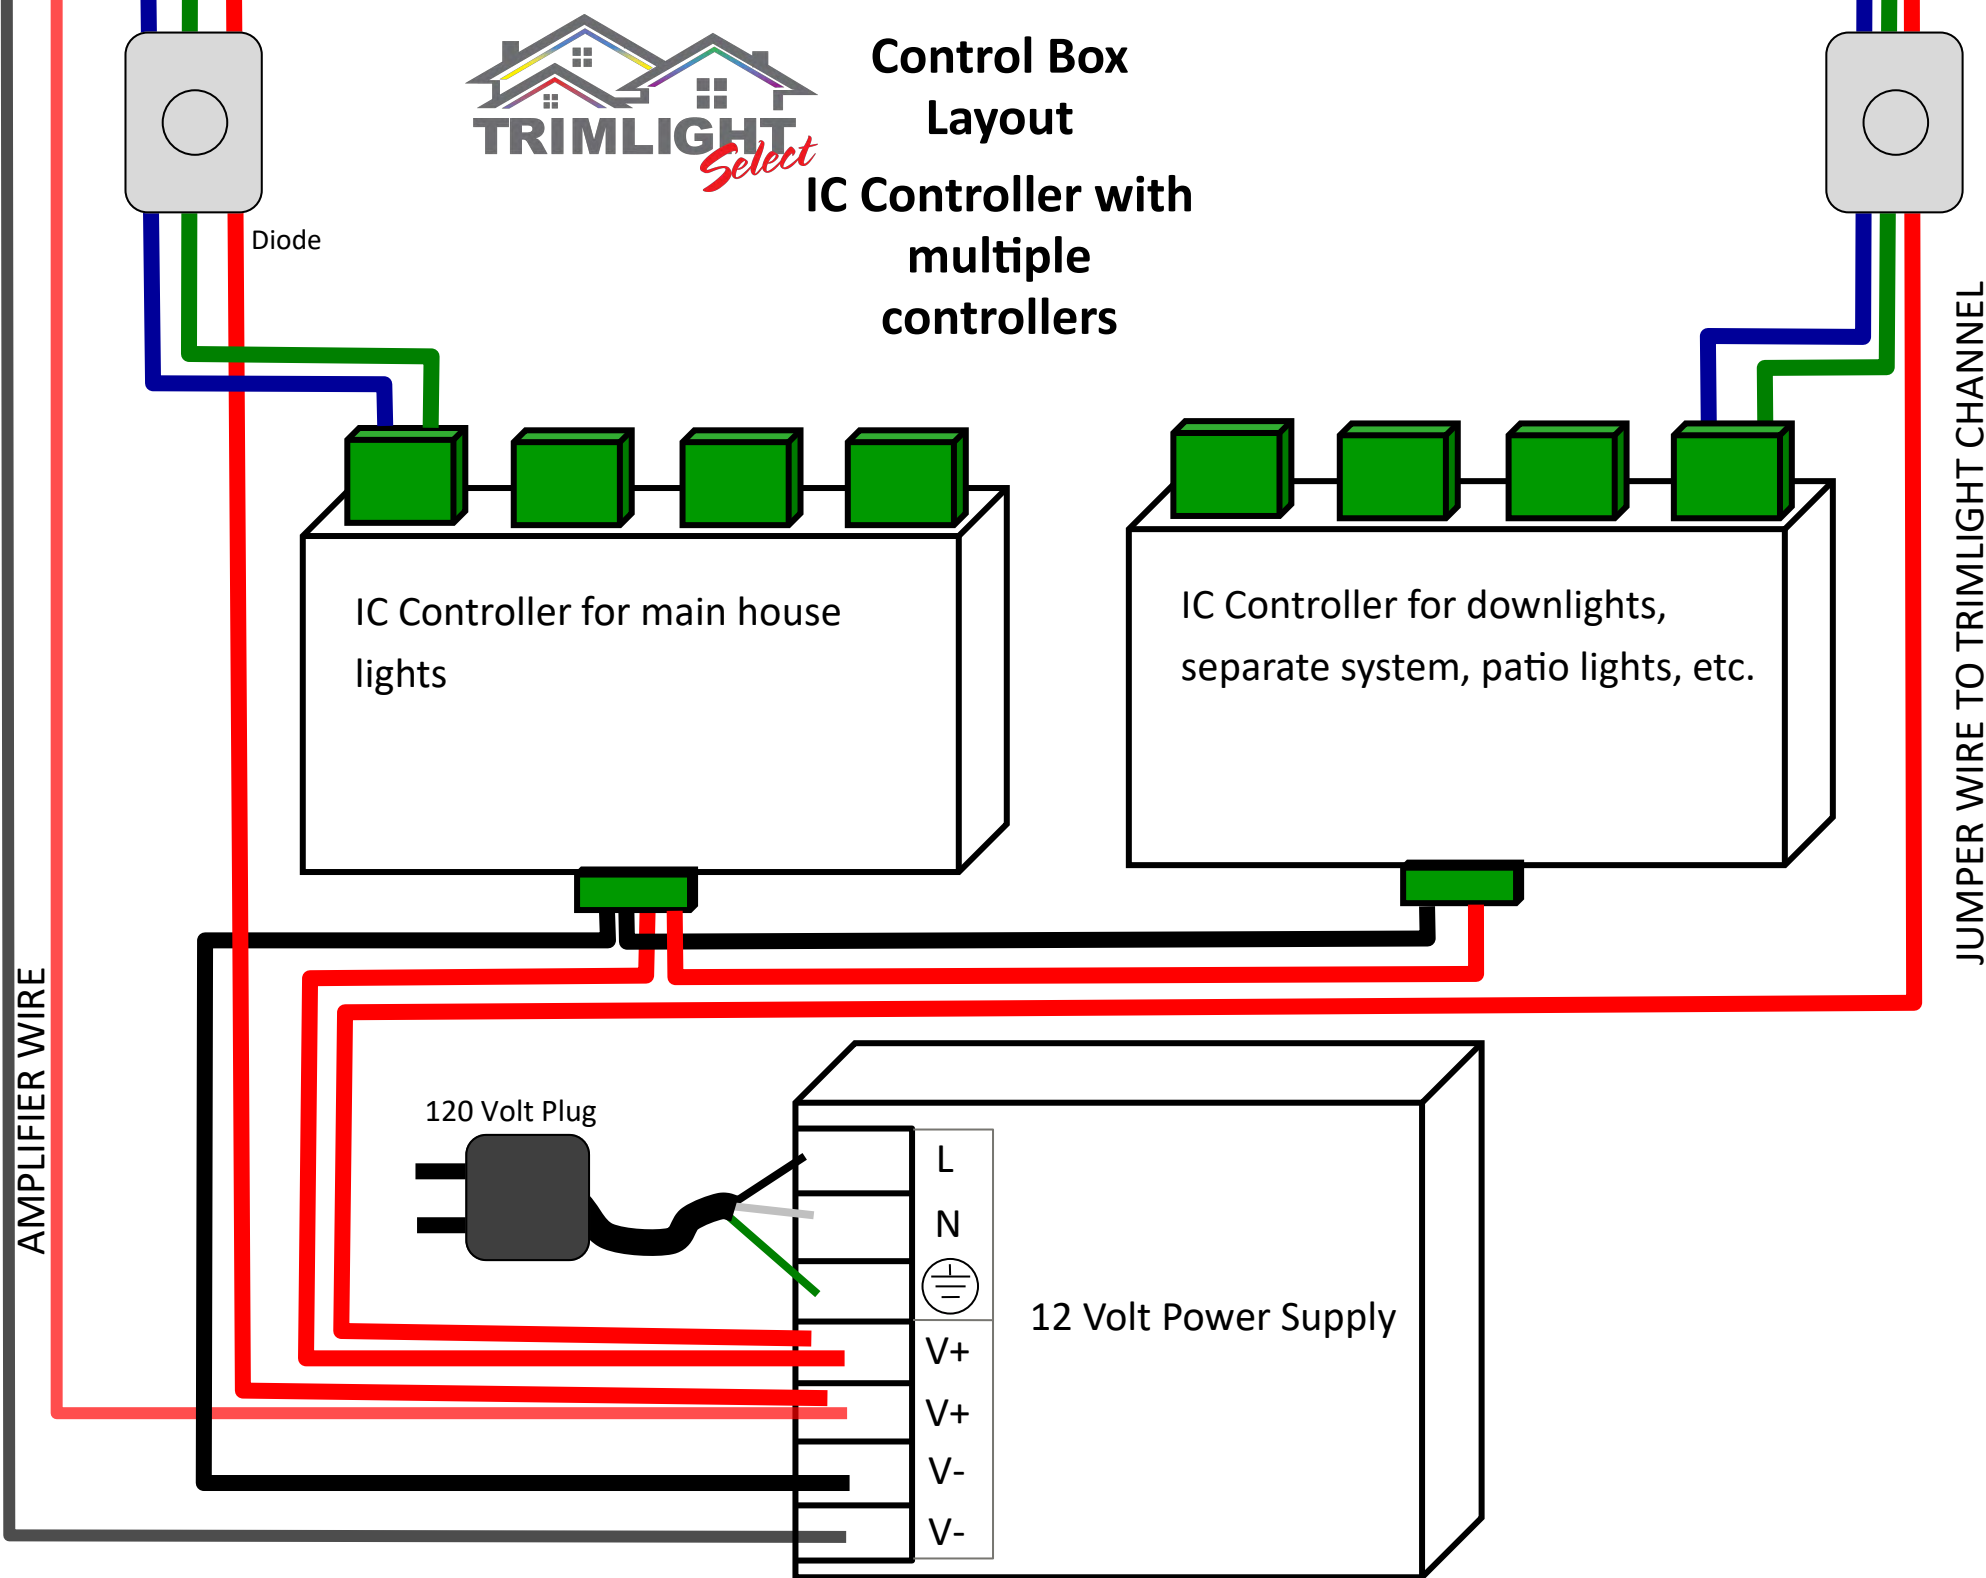 TRIMLIGHT
Select
Control Box
Layout
IC Controller with
multiple
controllers
Diode
JUMPER WIRE TO TRIMLIGHT CHANNEL
IC Controller for main house
lights
IC Controller for downlights,
separate system, patio lights, etc.
AMPLIFIER WIRE
120 Volt Plug
L
N
12 Volt Power Supply
V+
V+
V-
V-